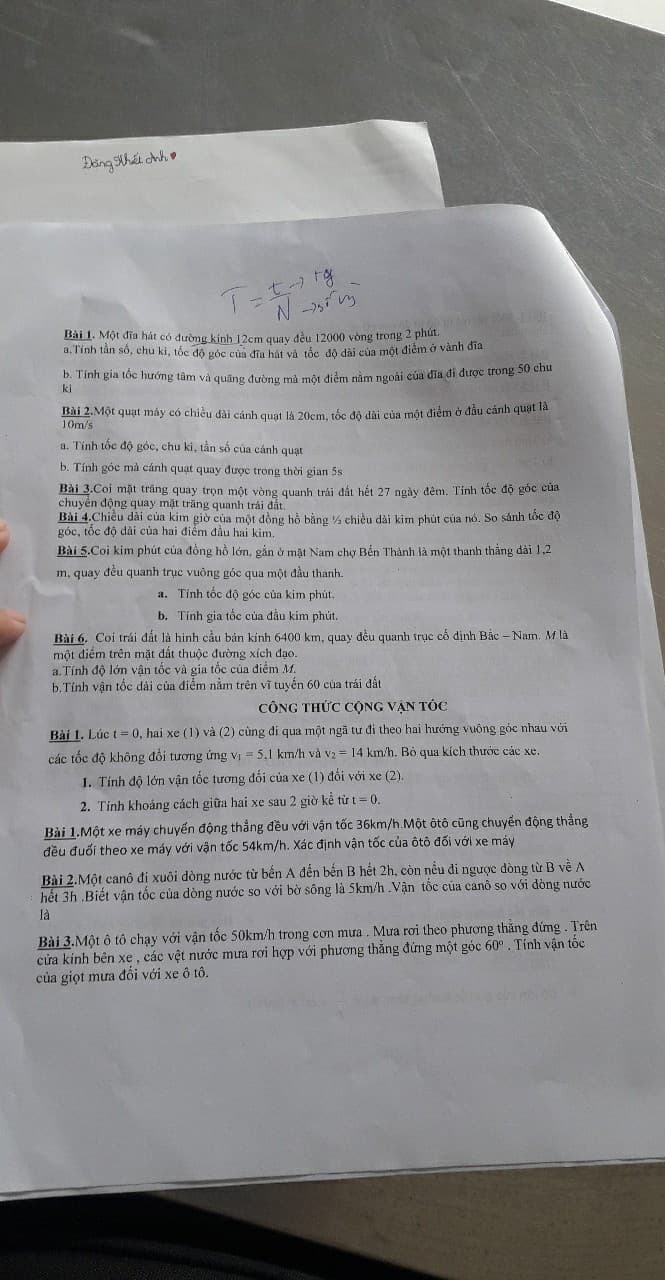 Đăng Khết Anh♥
T = t → tg
N → số vg
Bài 1. Một đĩa hát có đường kính 12cm quay đều 12000 vòng trong 2 phút.
a.Tính tần số, chu kì, tốc độ góc của đĩa hát và tốc độ dài của một điểm ở vành đĩa
b. Tính gia tốc hướng tâm và quãng đường mà một điểm nằm ngoài của đĩa đi được trong 50 chu
kì
Bài 2.Một quạt máy có chiều dài cánh quạt là 20cm, tốc độ dài của một điểm ở đầu cánh quạt là
10m/s
a. Tính tốc độ góc, chu kì, tần số của cánh quạt
b. Tính góc mà cánh quạt quay được trong thời gian 5s
Bài 3.Coi mặt trăng quay trọn một vòng quanh trái đất hết 27 ngày đêm. Tính tốc độ góc của
chuyển động quay mặt trăng quanh trái đất.
Bài 4.Chiều dài của kim giờ của một đồng hồ bằng ⅓ chiều dài kim phút của nó. So sánh tốc độ
góc, tốc độ dài của hai điểm đầu hai kim.
Bài 5.Coi kim phút của đồng hồ lớn, gắn ở mặt Nam chợ Bến Thành là một thanh thẳng dài 1,2
m, quay đều quanh trục vuông góc qua một đầu thanh.
a. Tính tốc độ góc của kim phút.
b. Tính gia tốc của đầu kim phút.
Bài 6. Coi trái đất là hình cầu bán kính 6400 km, quay đều quanh trục cố định Bắc – Nam. M là
một điểm trên mặt đất thuộc đường xích đạo.
a.Tính độ lớn vận tốc và gia tốc của điểm M.
b.Tính vận tốc dài của điểm nằm trên vĩ tuyến 60 của trái đất
CÔNG THỨC CỘNG VẬN TỐC
Bài 1. Lúc t = 0, hai xe (1) và (2) cùng đi qua một ngã tư đi theo hai hướng vuông góc nhau với
các tốc độ không đổi tương ứng v₁ = 5,1 km/h và v₂ = 14 km/h. Bỏ qua kích thước các xe.
1. Tính độ lớn vận tốc tương đối của xe (1) đối với xe (2).
2. Tính khoảng cách giữa hai xe sau 2 giờ kể từ t = 0.
Bài 1.Một xe máy chuyển động thẳng đều với vận tốc 36km/h.Một ôtô cũng chuyển động thẳng
đều đuổi theo xe máy với vận tốc 54km/h. Xác định vận tốc của ôtô đối với xe máy
Bài 2.Một canô đi xuôi dòng nước từ bến A đến bến B hết 2h, còn nếu đi ngược dòng từ B về A
hết 3h .Biết vận tốc của dòng nước so với bờ sông là 5km/h .Vận tốc của canô so với dòng nước
là
Bài 3.Một ô tô chạy với vận tốc 50km/h trong cơn mưa . Mưa rơi theo phương thẳng đứng . Trên
cửa kính bên xe , các vệt nước mưa rơi hợp với phương thẳng đứng một góc 60° . Tính vận tốc
của giọt mưa đối với xe ô tô.